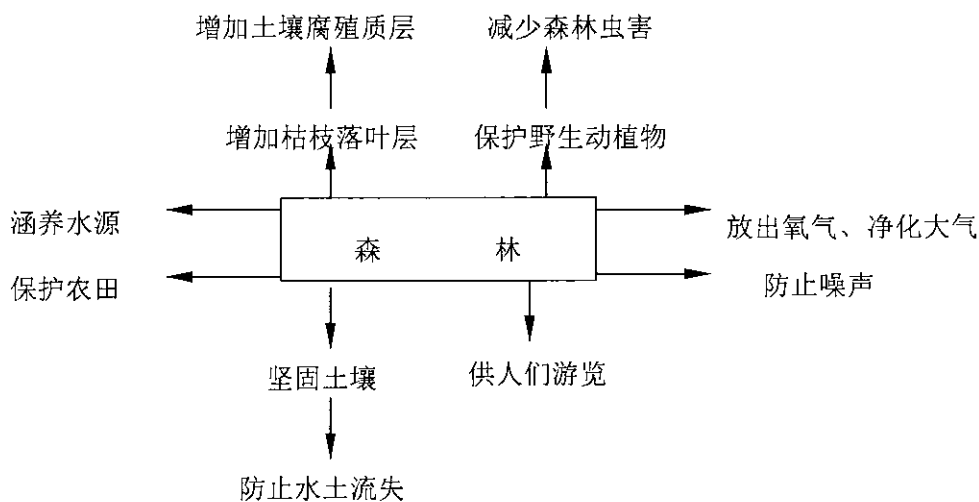 增加土壤腐殖质层
减少森林虫害
增加枯枝落叶层
保护野生动植物
涵养水源
森 林
放出氧气、净化大气
保护农田
防止噪声
坚固土壤
供人们游览
防止水土流失